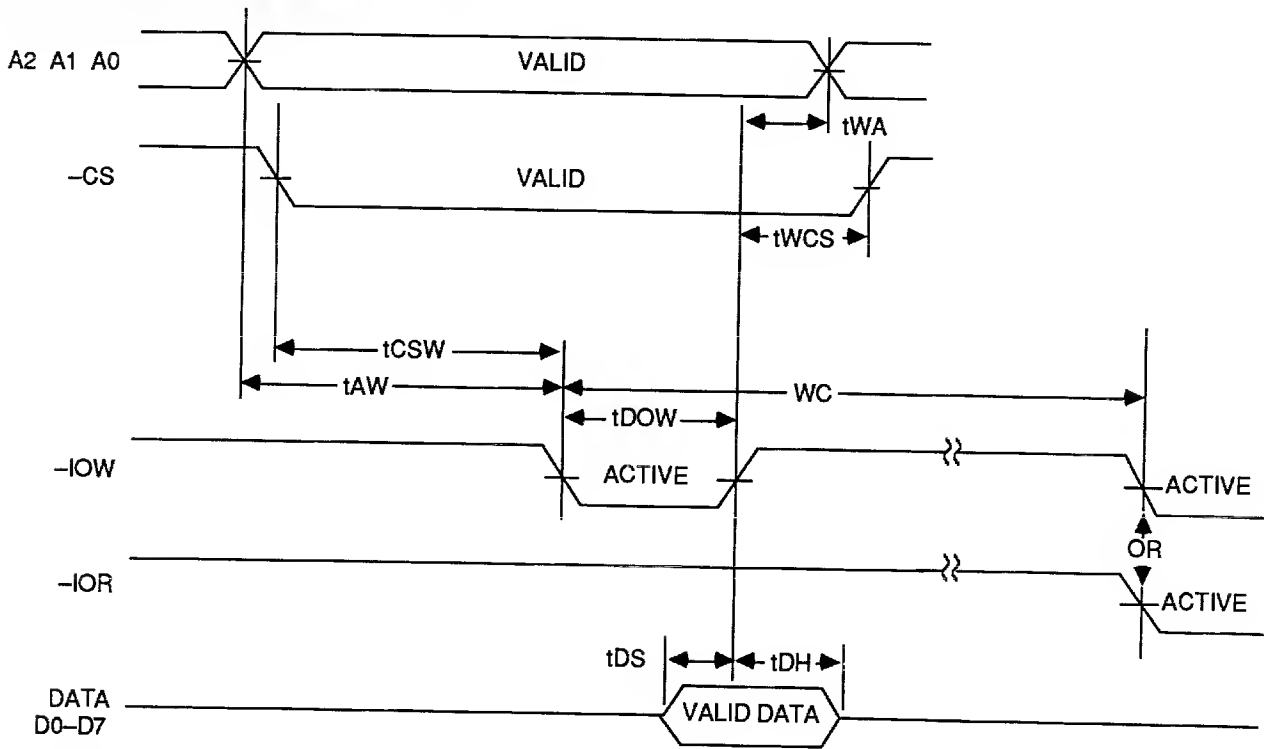 A2 A1 A0
VALID
tWA
–CS
VALID
tWCS
tCSW
tAW
WC
tDOW
–IOW
ACTIVE
ACTIVE
OR
–IOR
ACTIVE
tDS
tDH
DATA
D0–D7
VALID DATA